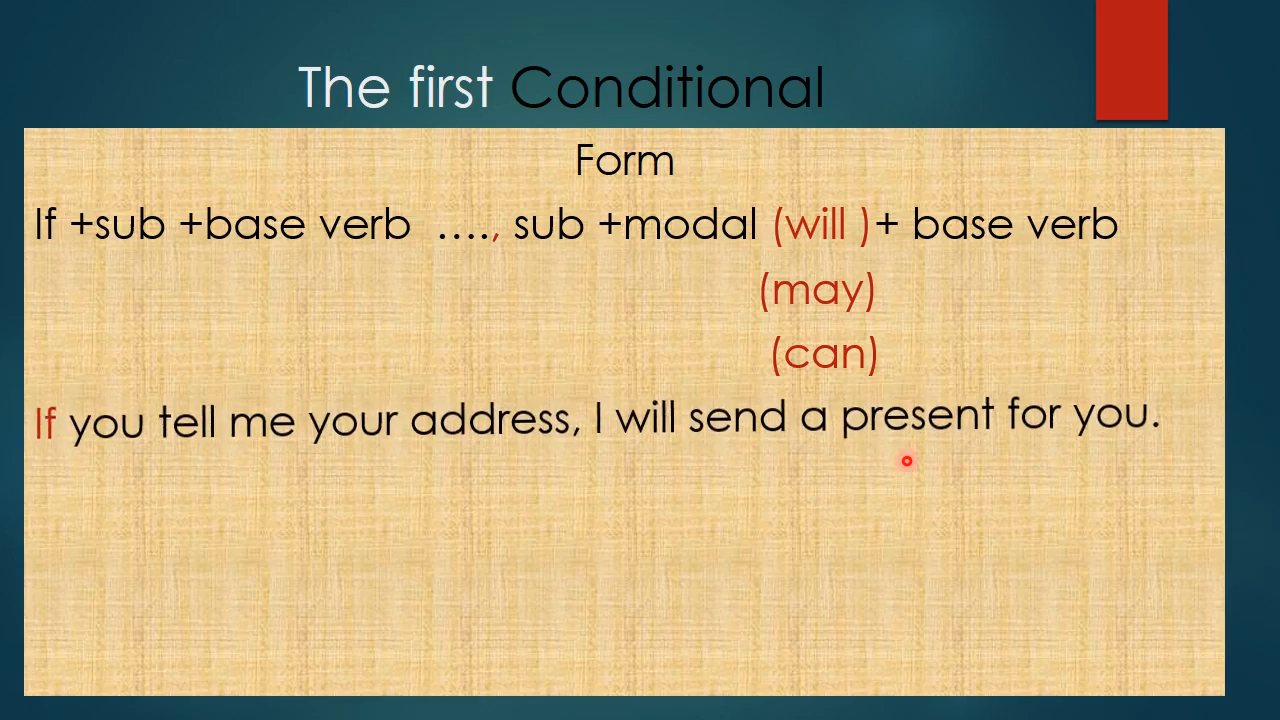 The first Conditional
Form
If +sub +base verb ...., sub +modal (will )+ base verb
(may)
(can)
If you tell me your address, I will send a present for you.